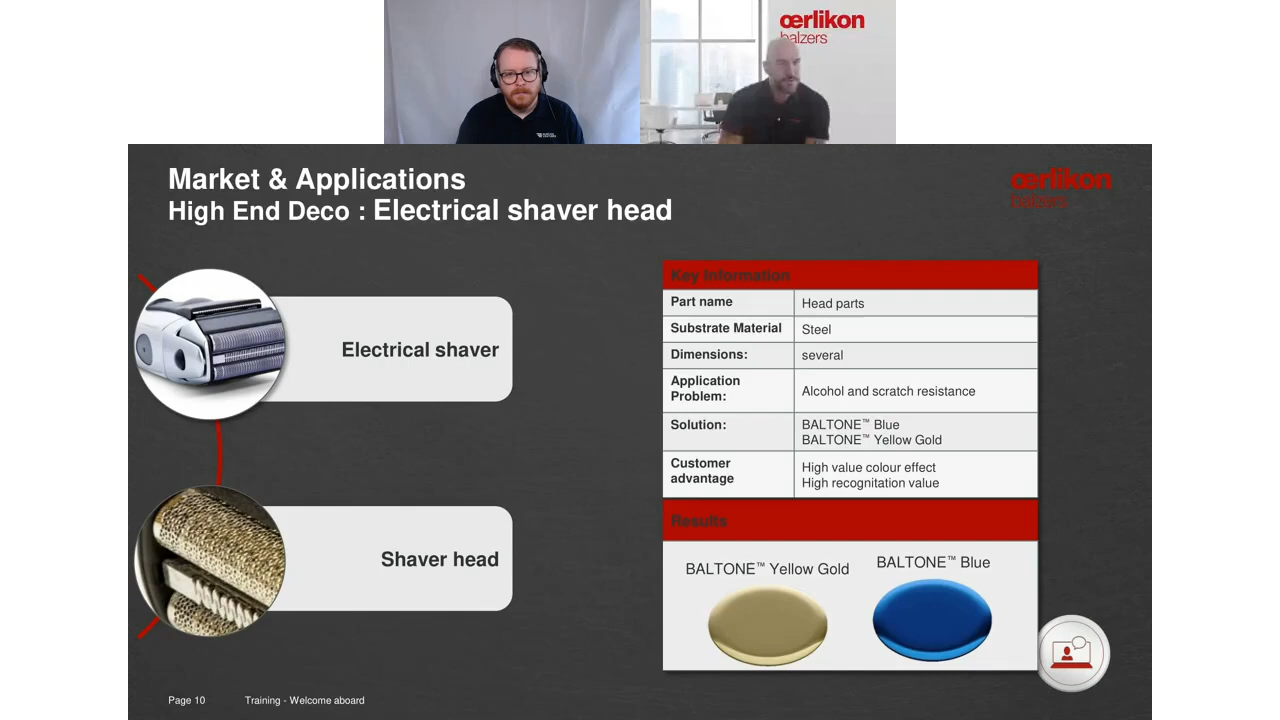 œrlikon
balzers
Market & Applications
High End Deco : Electrical shaver head
œrlikon
balzers
Electrical shaver
Shaver head
Key Information
Part name Head parts
Substrate Material Steel
Dimensions: several
Application
Problem: Alcohol and scratch resistance
Solution: BALTONE™ Blue
BALTONE™ Yellow Gold
Customer
advantage High value colour effect
High recognitation value
Results
BALTONE™ Yellow Gold BALTONE™ Blue
Page 10 Training - Welcome aboard